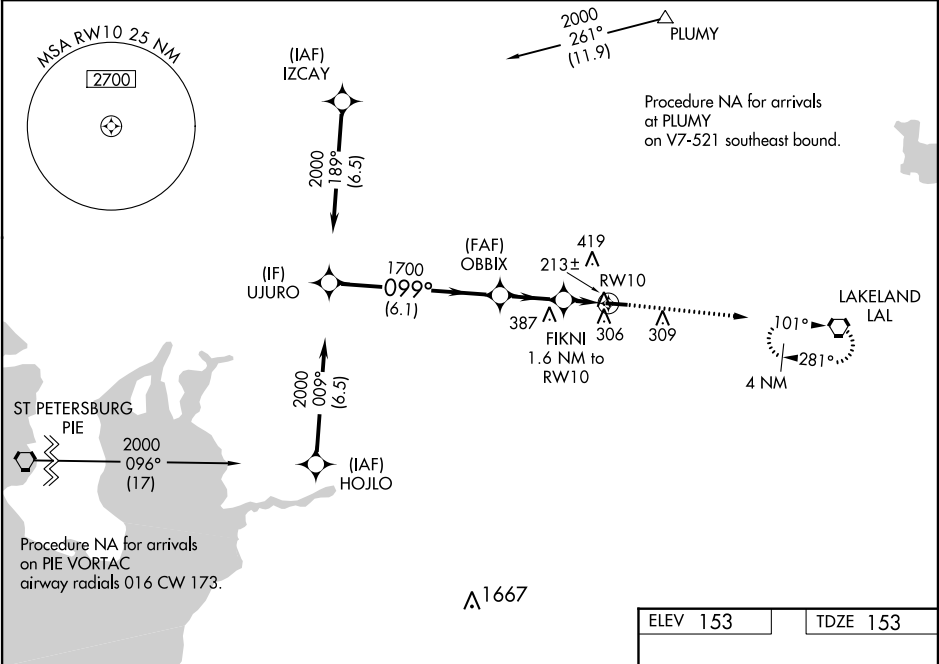 MSA RW10 25 NM
2700
(IAF)
IZCAY
2000
261°
(11.9)
PLUMY
Procedure NA for arrivals
at PLUMY
on V7-521 southeast bound.
2000
189°
(6.5)
(IF)
UJURO
1700
099°
(6.1)
(FAF)
OBBIX
419
213±
RW10
387
FIKNI
1.6 NM to
RW10
306
309
LAKELAND
LAL
101°
281°
4 NM
2000
009°
(6.5)
ST PETERSBURG
PIE
2000
096°
(17)
(IAF)
HOJLO
Procedure NA for arrivals
on PIE VORTAC
airway radials 016 CW 173.
1667
ELEV 153
TDZE 153